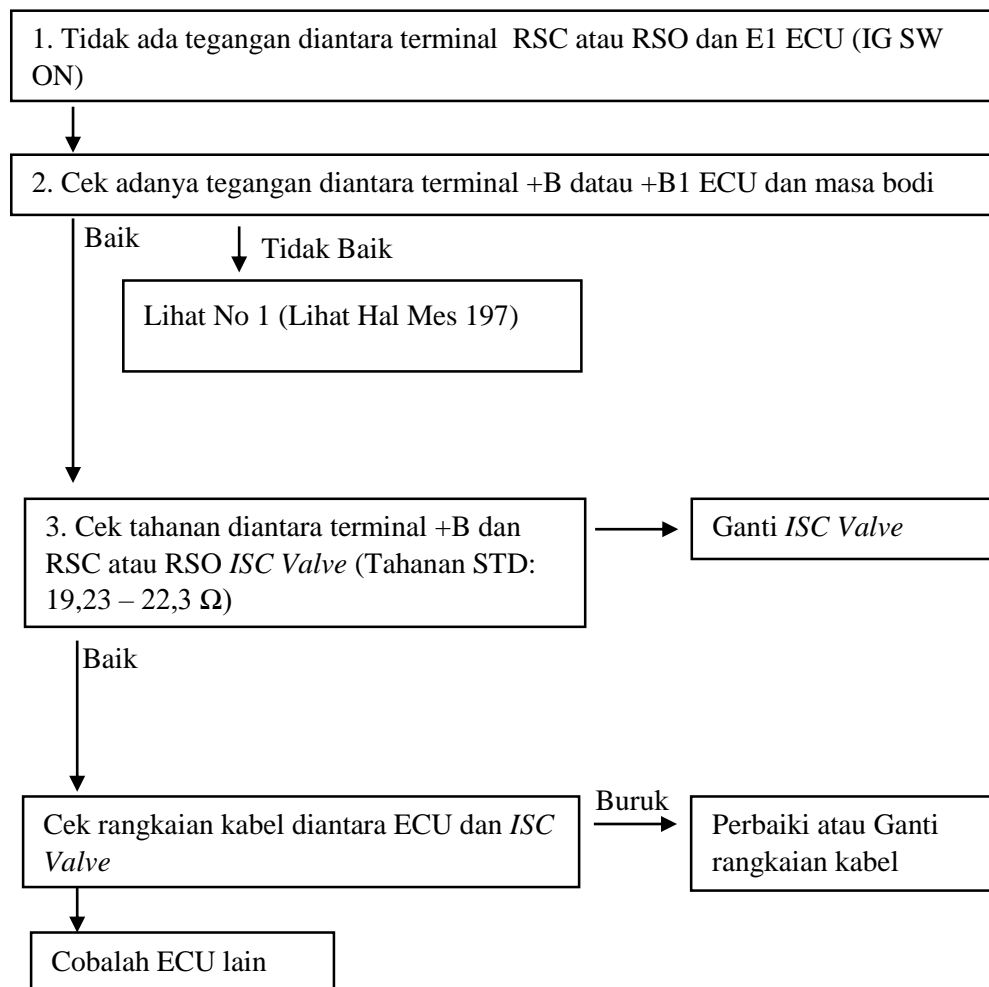 1. Tidak ada tegangan diantara terminal RSC atau RSO dan E1 ECU (IG SW
ON)
2. Cek adanya tegangan diantara terminal +B datau +B1 ECU dan masa bodi
Baik
Tidak Baik
Lihat No 1 (Lihat Hal Mes 197)
3. Cek tahanan diantara terminal +B dan
RSC atau RSO ISC Valve (Tahanan STD:
19,23 – 22,3 Ω)
Ganti ISC Valve
Baik
Cek rangkaian kabel diantara ECU dan ISC
Valve
Buruk
Perbaiki atau Ganti
rangkaian kabel
Cobalah ECU lain